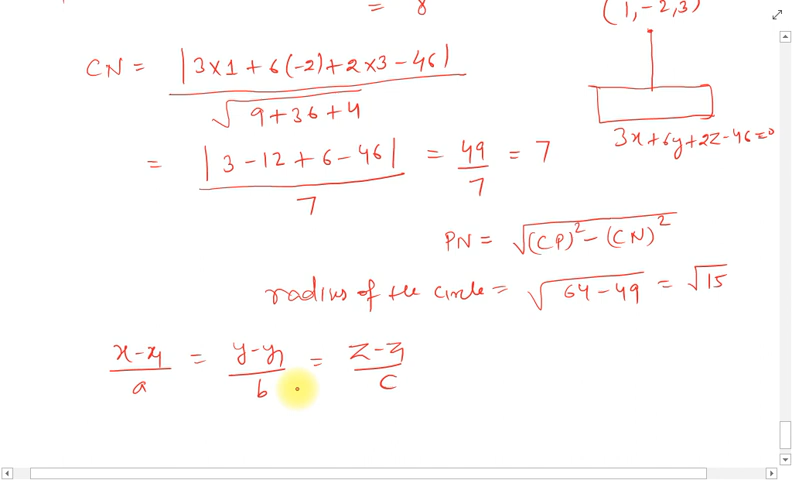 = 8
(1, -2, 3)
CN = |3×1 + 6(-2) + 2×3 - 46| / √(9+36+4)
3x+6y+2z-46=0
= |3-12+6-46| / 7 = 49/7 = 7
PN = √((CP)² - (CN)²)
radius of the circle = √(64-49) = √15
(x-x₁)/a = (y-y₁)/b = (z-z₁)/c